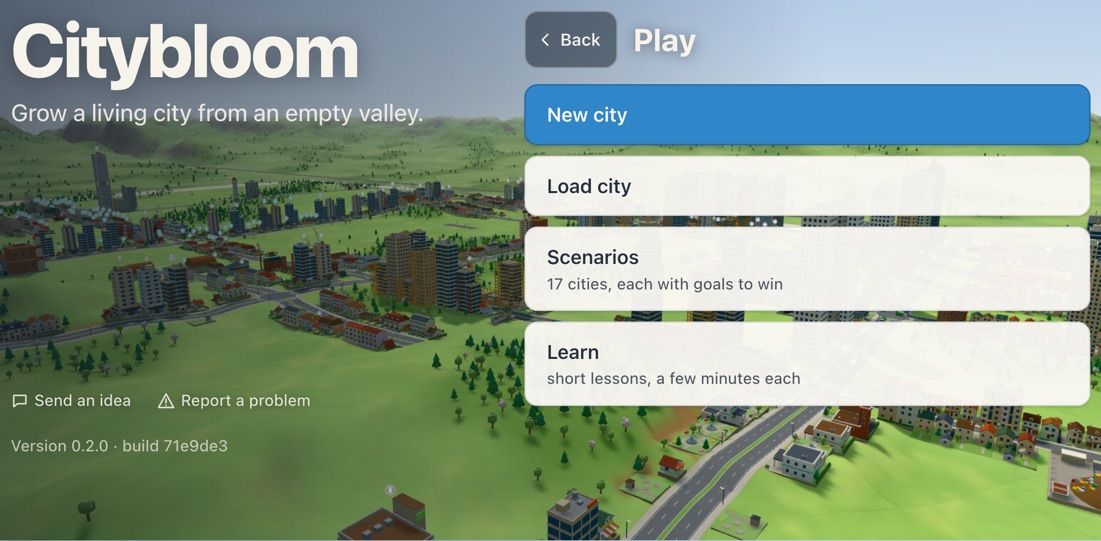 Citybloom
Grow a living city from an empty valley.
Back
Play
New city
Load city
Scenarios
17 cities, each with goals to win
Learn
short lessons, a few minutes each
Send an idea
Report a problem
Version 0.2.0 · build 71e9de3